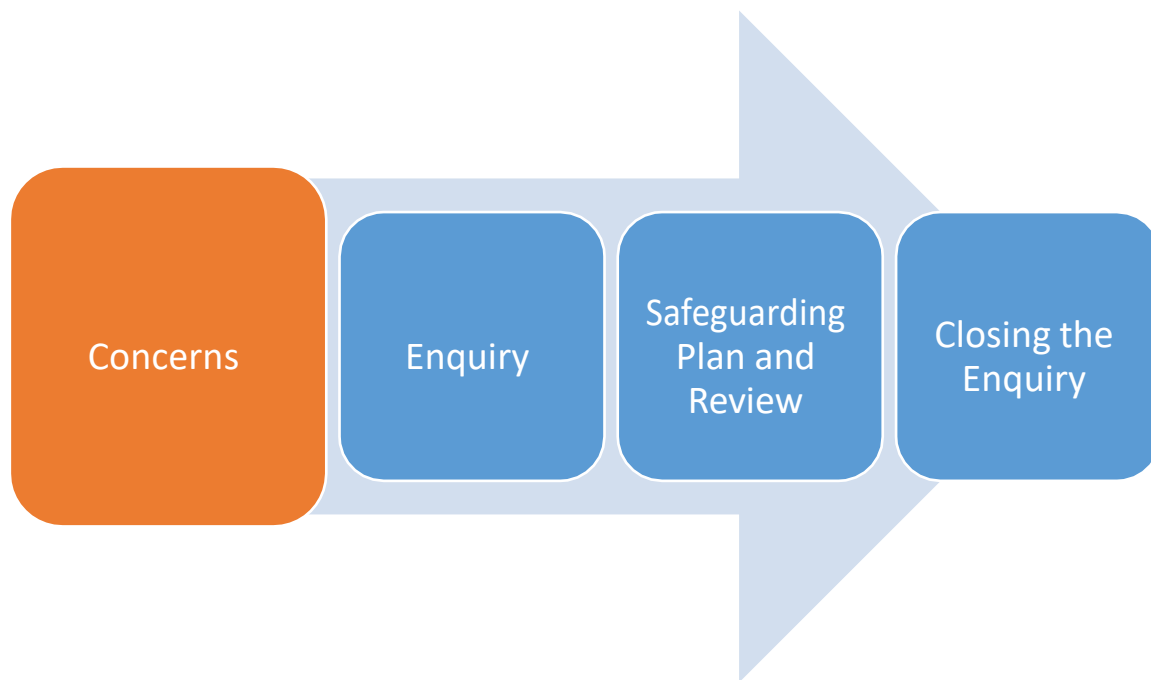 Concerns
Enquiry
Safeguarding
Plan and
Review
Closing the
Enquiry